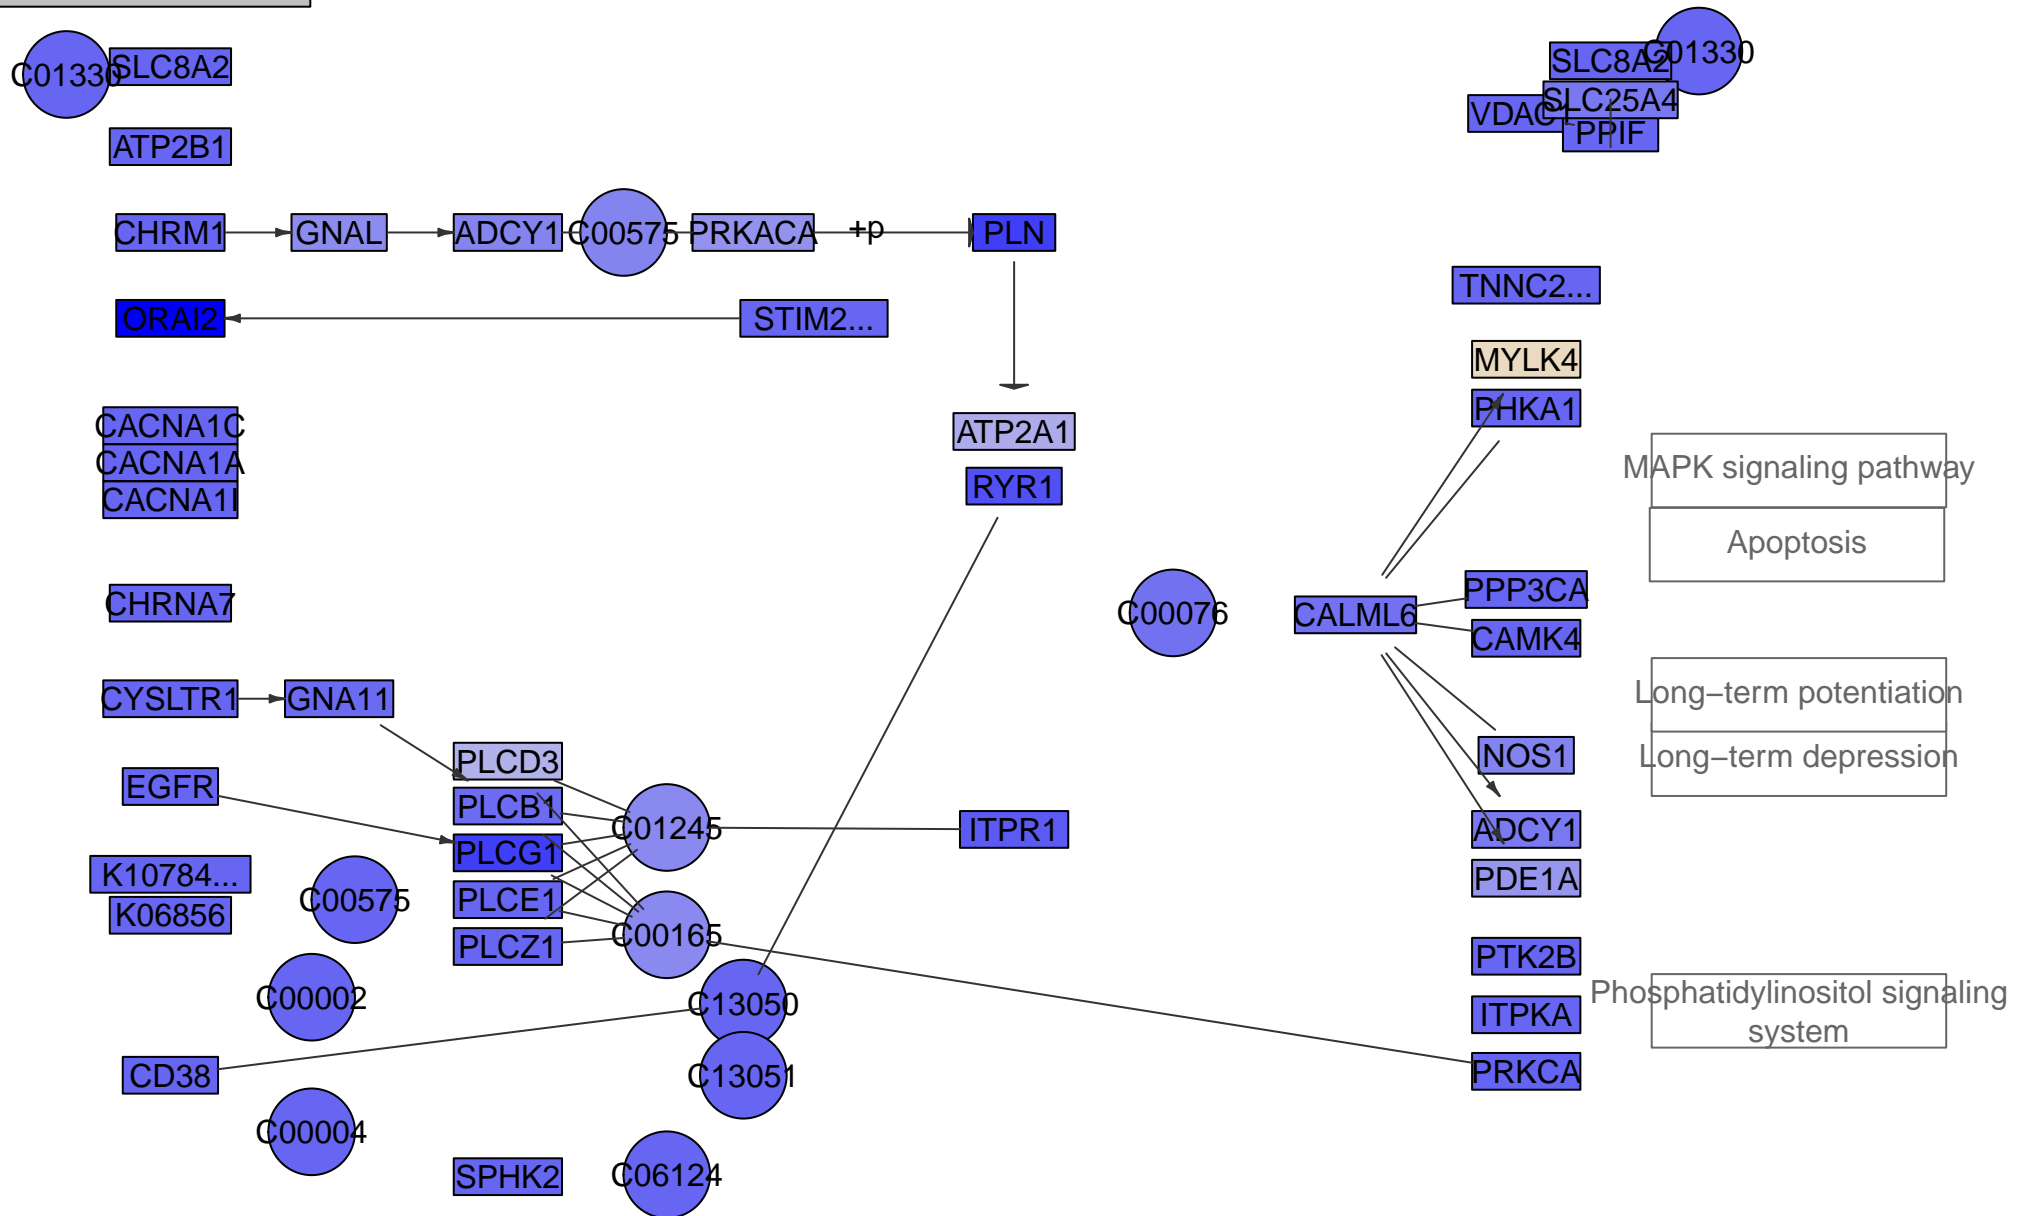 C01330
SLC8A2
SLC8A2
C01330
SLC25A4
VDAC1
PPIF
ATP2B1
CHRM1
GNAL
ADCY1
C00575
PRKACA
+p
PLN
TNNC2...
ORAI2
STIM2...
MYLK4
PHKA1
CACNA1C
CACNA1A
CACNA1I
ATP2A1
RYR1
MAPK signaling pathway
Apoptosis
CHRNA7
C00076
CALML6
PPP3CA
CAMK4
CYSLTR1
GNA11
Long−term potentiation
Long−term depression
PLCD3
NOS1
EGFR
PLCB1
C01245
ITPR1
ADCY1
PLCG1
K10784...
PDE1A
C00575
PLCE1
K06856
C00165
PLCZ1
PTK2B
C00002
C13050
Phosphatidylinositol signaling
system
ITPKA
CD38
C13051
PRKCA
C00004
SPHK2
C06124